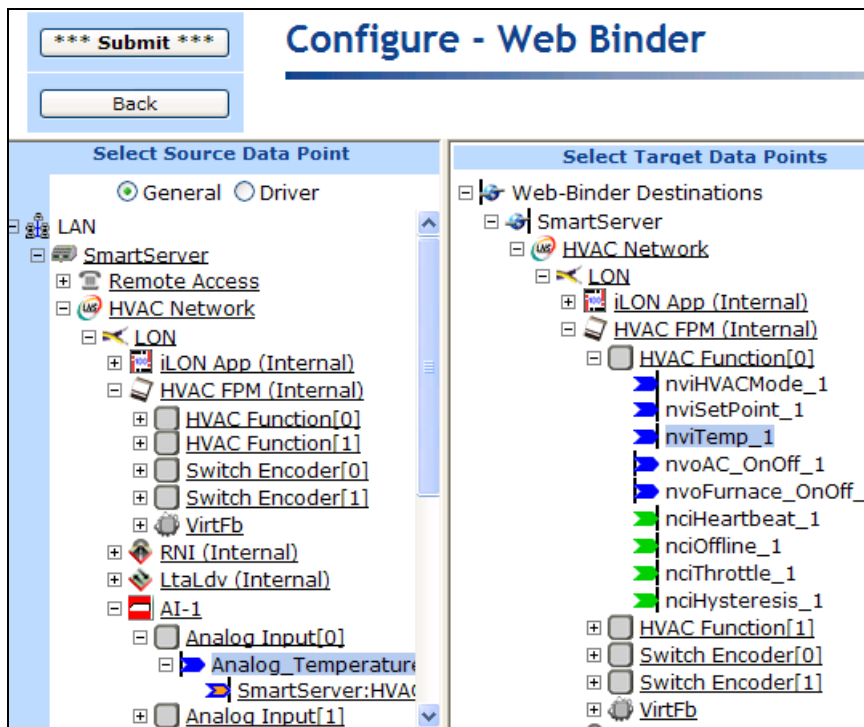 *** Submit ***
Configure - Web Binder
Back
Select Source Data Point
General Driver
LAN
SmartServer
Remote Access
HVAC Network
LON
iLON App (Internal)
HVAC FPM (Internal)
HVAC Function[0]
HVAC Function[1]
Switch Encoder[0]
Switch Encoder[1]
VirtFb
RNI (Internal)
LtaLdv (Internal)
AI-1
Analog Input[0]
Analog_Temperature
SmartServer:HVAC
Analog Input[1]
Select Target Data Points
Web-Binder Destinations
SmartServer
HVAC Network
LON
iLON App (Internal)
HVAC FPM (Internal)
HVAC Function[0]
nviHVACMode_1
nviSetPoint_1
nviTemp_1
nvoAC_OnOff_1
nvoFurnace_OnOff_
nciHeartbeat_1
nciOffline_1
nciThrottle_1
nciHysteresis_1
HVAC Function[1]
Switch Encoder[0]
Switch Encoder[1]
VirtFb